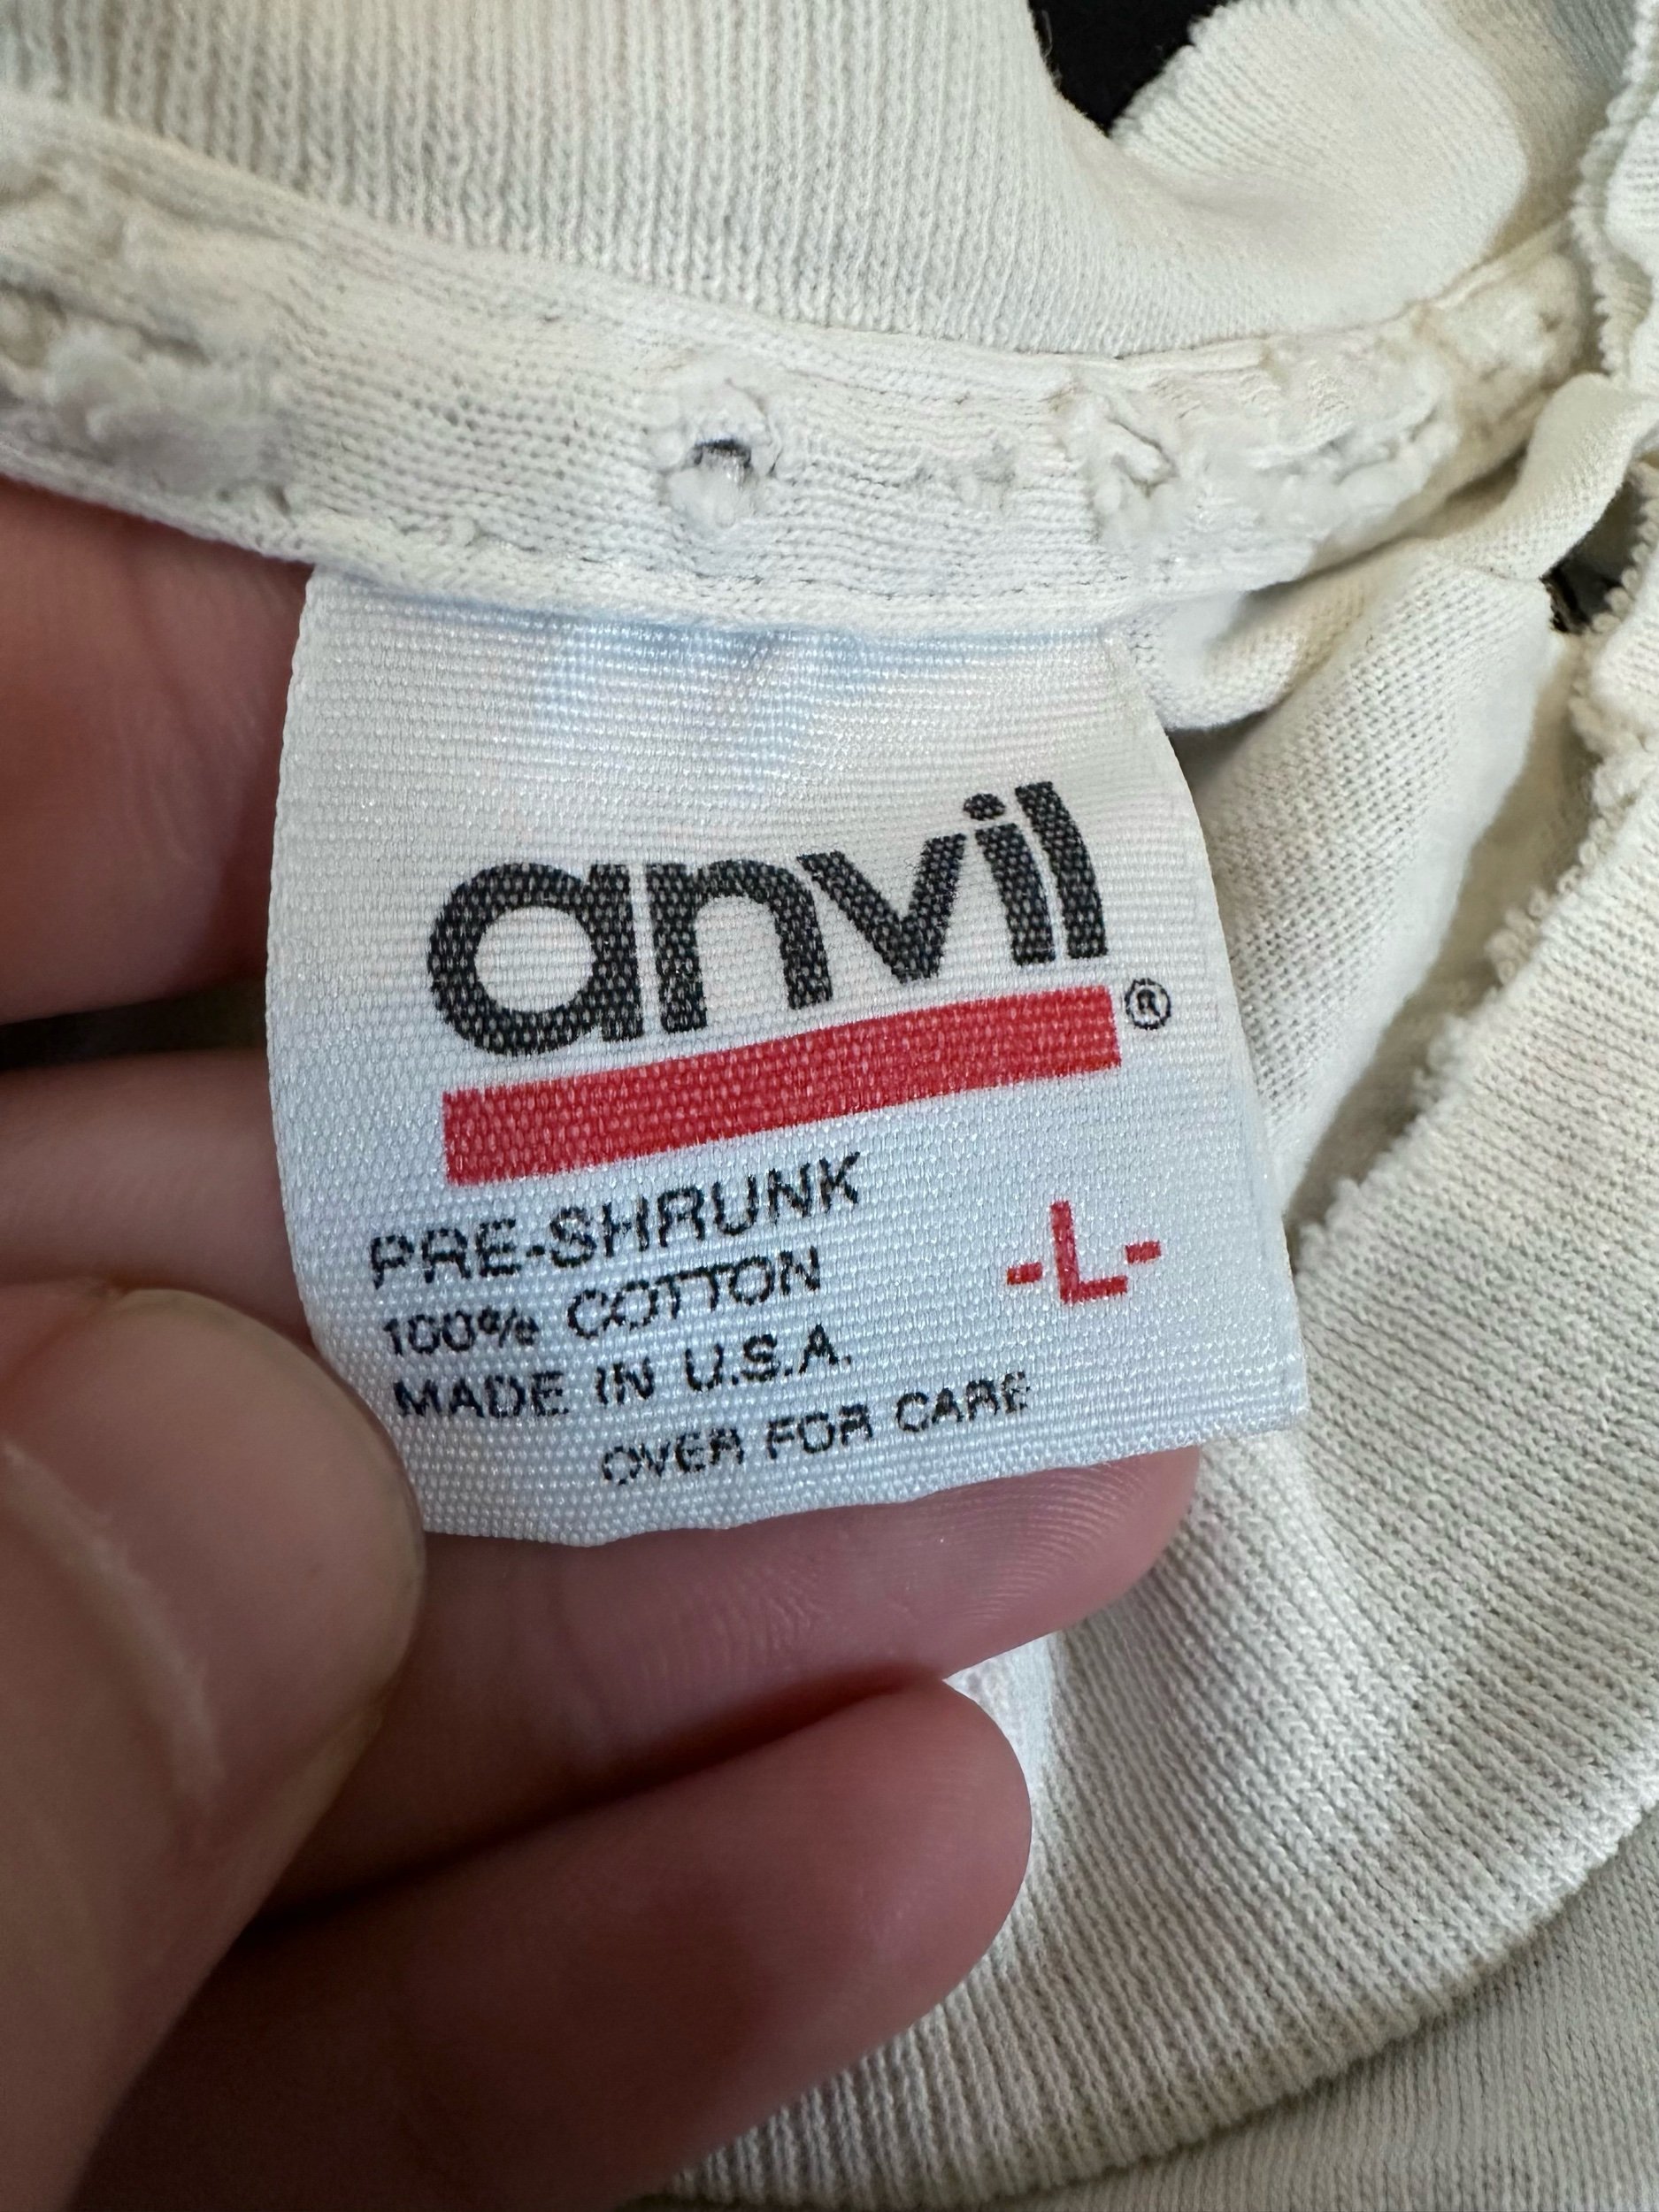 anvil®
PRE-SHRUNK
100% COTTON -L-
MADE IN U.S.A.
OVER FOR CARE